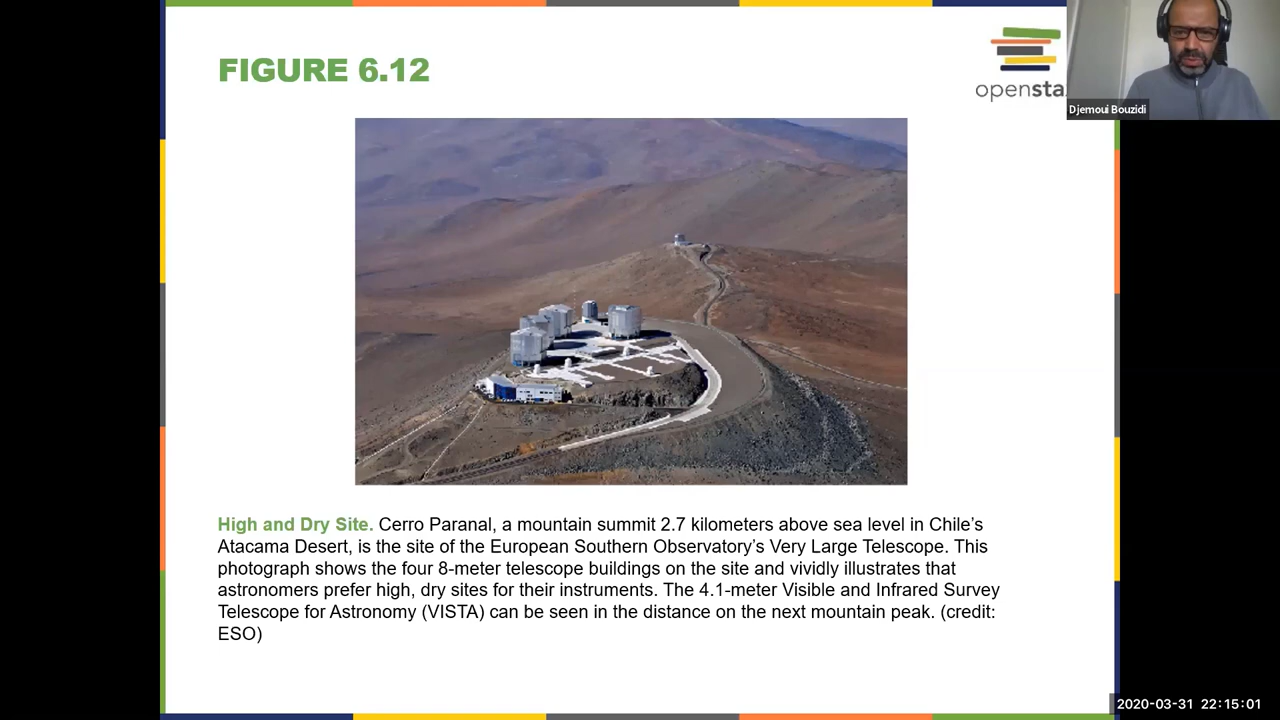 FIGURE 6.12
opensta
Djemoui Bouzidi
High and Dry Site. Cerro Paranal, a mountain summit 2.7 kilometers above sea level in Chile’s
Atacama Desert, is the site of the European Southern Observatory’s Very Large Telescope. This
photograph shows the four 8-meter telescope buildings on the site and vividly illustrates that
astronomers prefer high, dry sites for their instruments. The 4.1-meter Visible and Infrared Survey
Telescope for Astronomy (VISTA) can be seen in the distance on the next mountain peak. (credit:
ESO)
2020-03-31 22:15:01